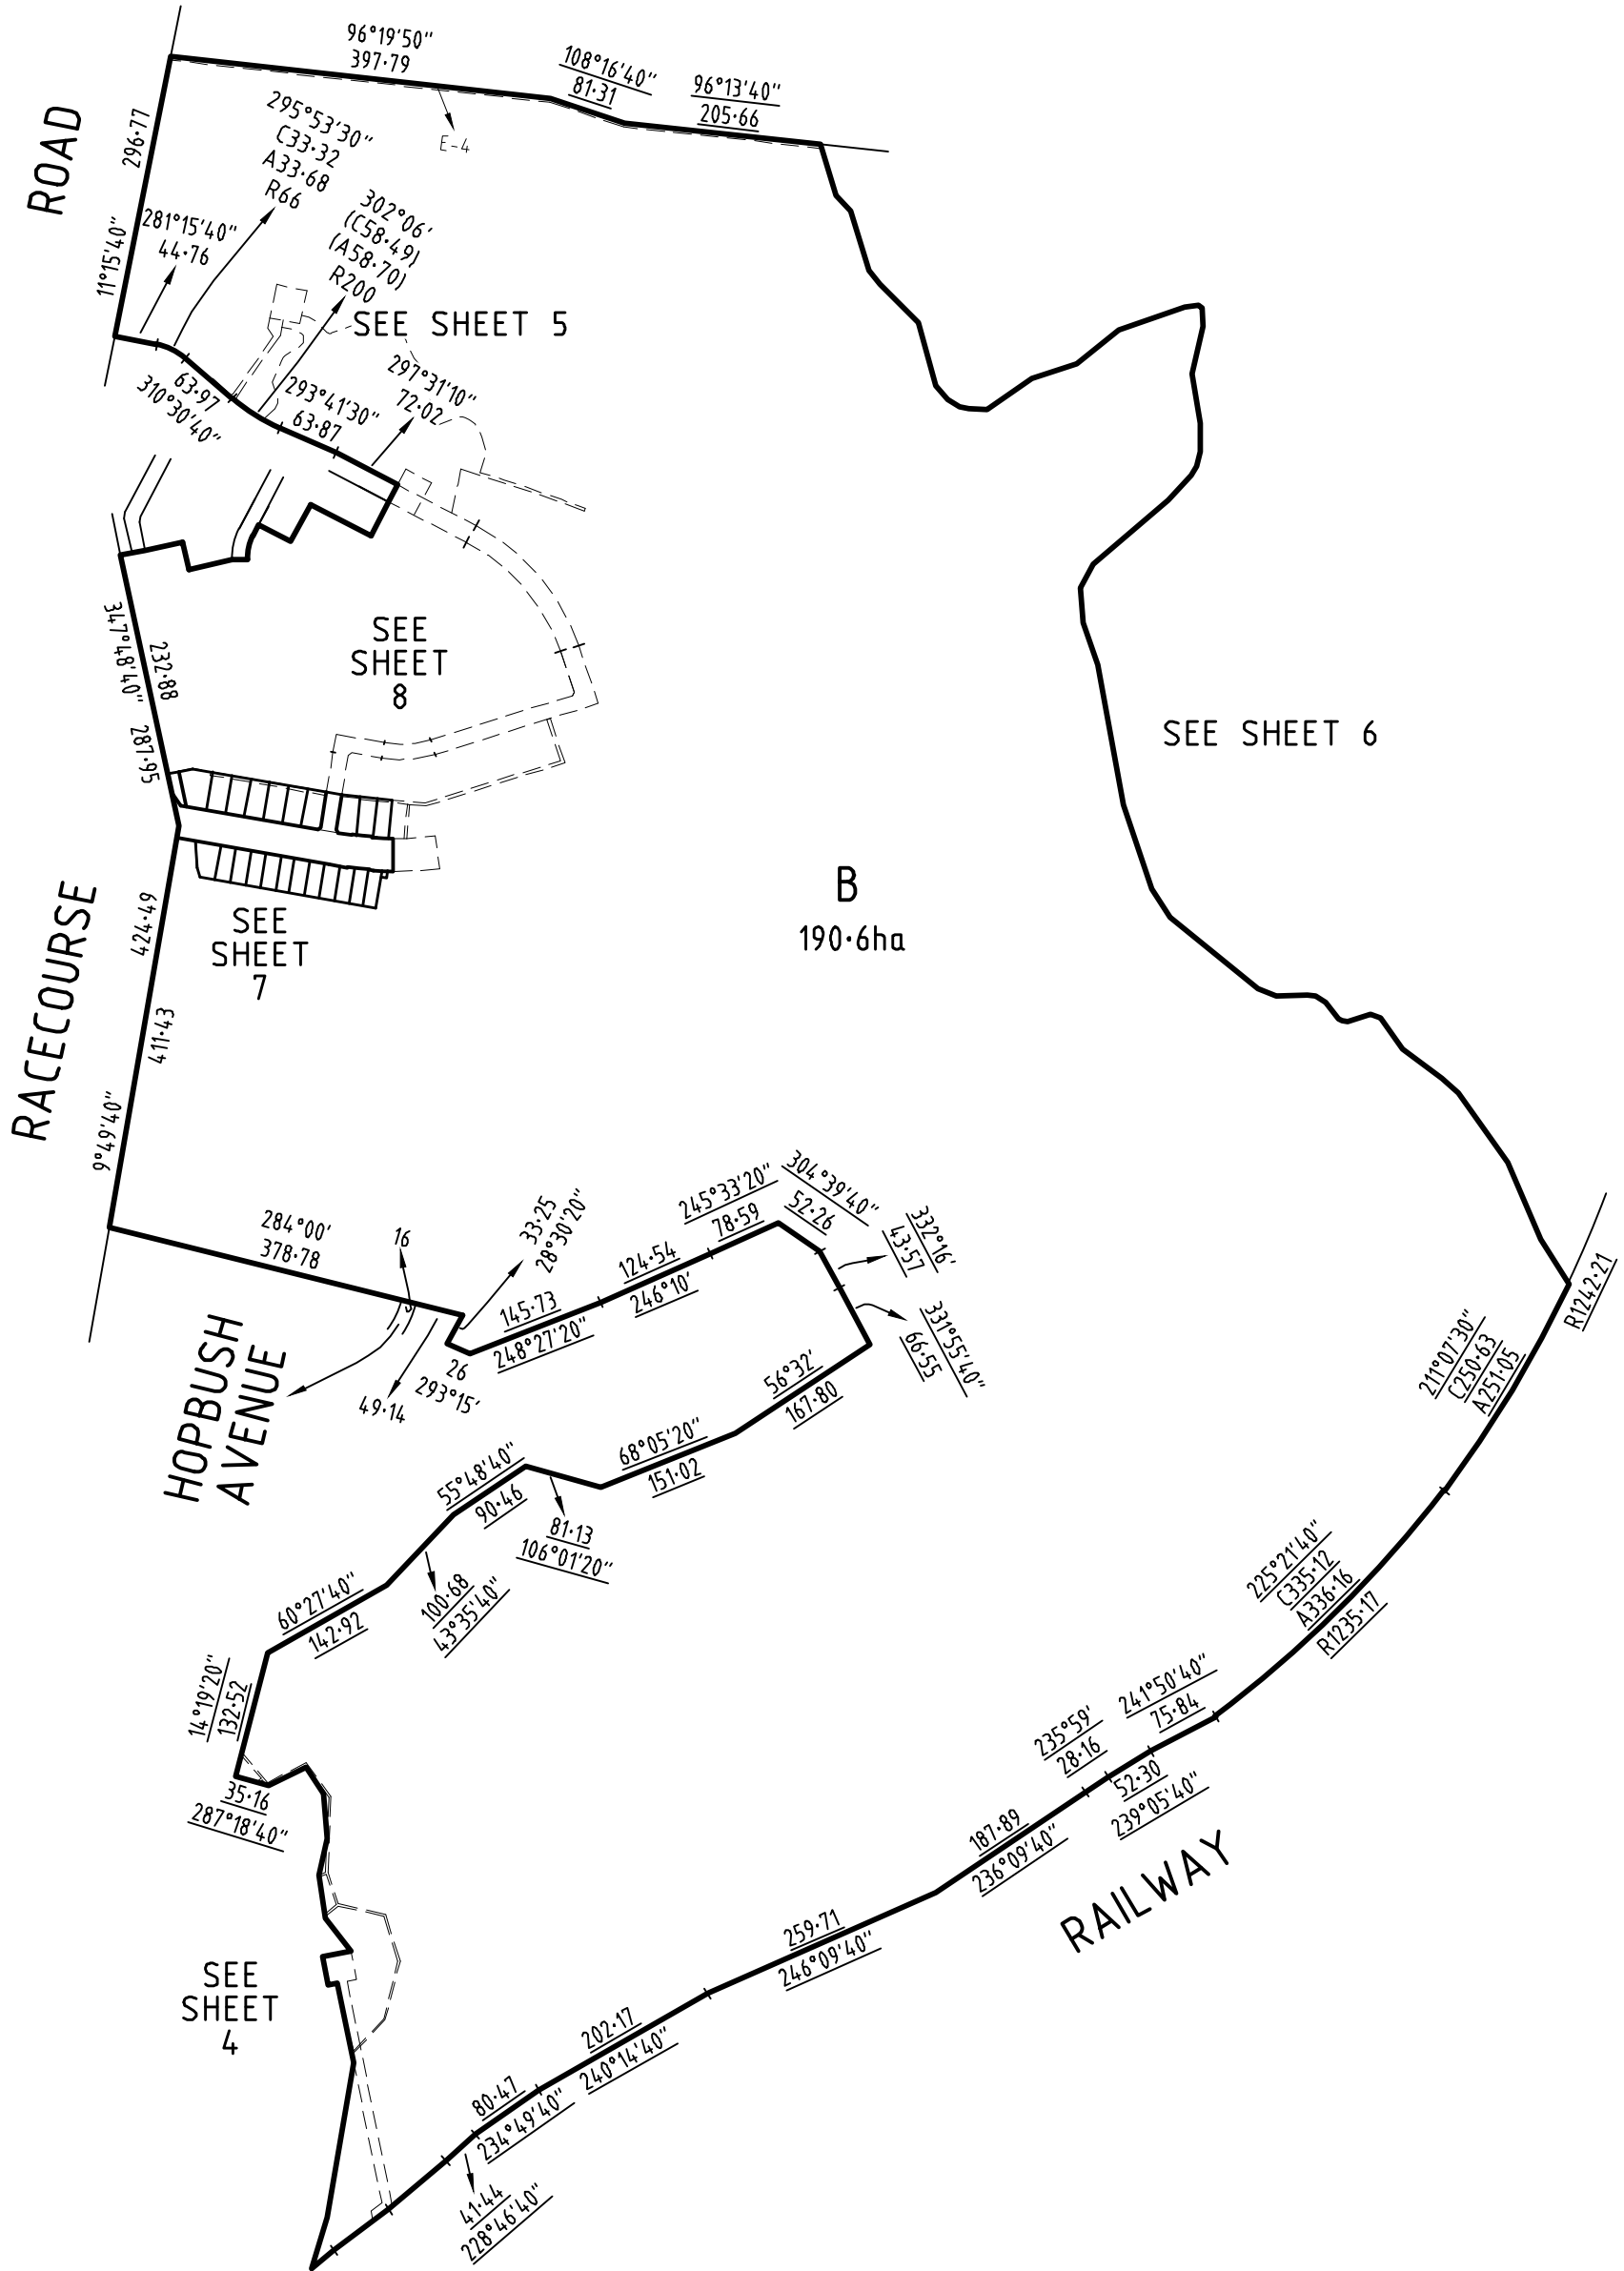 96°19'50"
397·79
108°16'40"
81·31
96°13'40"
205·66
E-4
ROAD
296·77
11°15'40"
295°53'30"
C33·32
A33·68
R66
281°15'40"
44·76
302°06'
(C58·49)
(A58·70)
R200
SEE SHEET 5
63·97
310°30'40"
293°41'30"
63·87
297°31'10"
72·02
347°48'40"
232·88
287·95
SEE
SHEET
8
SEE SHEET 6
B
190·6ha
RACECOURSE
424·49
411·43
9°49'40"
SEE
SHEET
7
284°00'
378·78
16
33·25
28°30'20"
HOPBUSH
AVENUE
49·14
26
293°15'
145·73
248°27'20"
124·54
246°10'
245°33'20"
78·59
304°39'40"
52·26
332°16'
43·57
331°55'40"
66·55
56°32'
167·80
68°05'20"
151·02
81·13
106°01'20"
55°48'40"
90·46
100·68
43°35'40"
60°27'40"
142·92
14°19'20"
132·52
35·16
287°18'40"
R1242·21
211°07'30"
C250·63
A251·05
225°21'40"
C335·12
A336·16
R1235·17
241°50'40"
75·84
235°59'
28·16
52·30
239°05'40"
187·89
236°09'40"
RAILWAY
259·71
246°09'40"
SEE
SHEET
4
202·17
240°14'40"
80·47
234°49'40"
41·44
228°46'40"